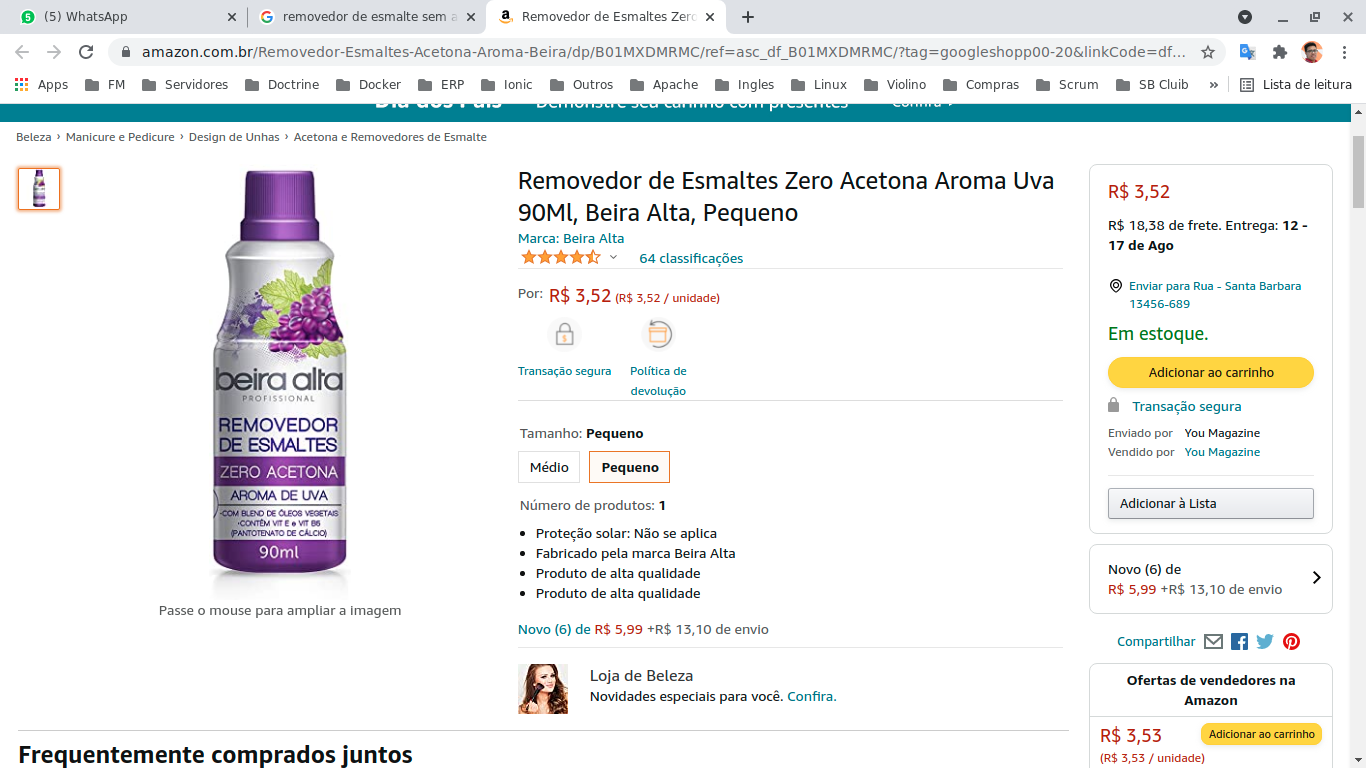 (5) WhatsApp
removedor de esmalte sem a
Removedor de Esmaltes Zero
amazon.com.br/Removedor-Esmaltes-Acetona-Aroma-Beira/dp/B01MXDMRMC/ref=asc_df_B01MXDMRMC/?tag=googleshopp00-20&linkCode=df...
Apps FM Servidores Doctrine Docker ERP Ionic Outros Apache Ingles Linux Violino Compras Scrum SB Cluib » Lista de leitura
Dia dos Pais Demonstre seu carinho com presentes Confira ›
Beleza › Manicure e Pedicure › Design de Unhas › Acetona e Removedores de Esmalte
beira alta
PROFISSIONAL
REMOVEDOR
DE ESMALTES
ZERO ACETONA
AROMA DE UVA
•COM BLEND DE ÓLEOS VEGETAIS
•CONTÊM VIT E e VIT B5
(PANTOTENATO DE CÁLCIO)
90ml
Passe o mouse para ampliar a imagem
Removedor de Esmaltes Zero Acetona Aroma Uva
90Ml, Beira Alta, Pequeno
Marca: Beira Alta
64 classificações
Por: R$ 3,52 (R$ 3,52 / unidade)
Transação segura
Política de
devolução
Tamanho: Pequeno
Médio
Pequeno
Número de produtos: 1
Proteção solar: Não se aplica
Fabricado pela marca Beira Alta
Produto de alta qualidade
Produto de alta qualidade
Novo (6) de R$ 5,99 +R$ 13,10 de envio
Loja de Beleza
Novidades especiais para você. Confira.
Frequentemente comprados juntos
R$ 3,52
R$ 18,38 de frete. Entrega: 12 -
17 de Ago
Enviar para Rua - Santa Barbara
13456-689
Em estoque.
Adicionar ao carrinho
Transação segura
Enviado por You Magazine
Vendido por You Magazine
Adicionar à Lista
Novo (6) de
R$ 5,99 +R$ 13,10 de envio
Compartilhar
Ofertas de vendedores na
Amazon
R$ 3,53
Adicionar ao carrinho
(R$ 3,53 / unidade)